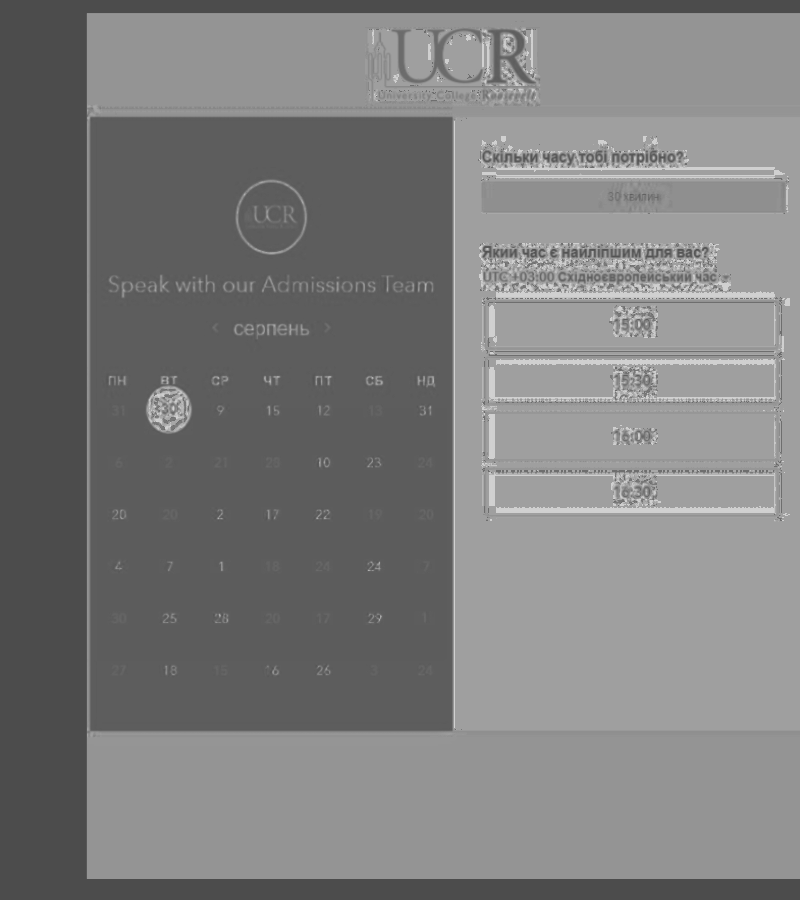 UCR
University College Roosevelt
UCR
Speak with our Admissions Team
‹ серпень ›
ПН ВТ СР ЧТ ПТ СБ НД
31 30 9 15 12 13 31
6 2 21 10 23 24
20 20 2 17 22 19 20
4 7 1 18 24 24 7
30 25 28 20 17 29 1
27 18 15 16 26 3 24
Скільки часу тобі потрібно?
30 хвилин
Який час є найліпшим для вас?
UTC +03:00 Східноєвропейський час
15:00
15:30
16:00
16:30